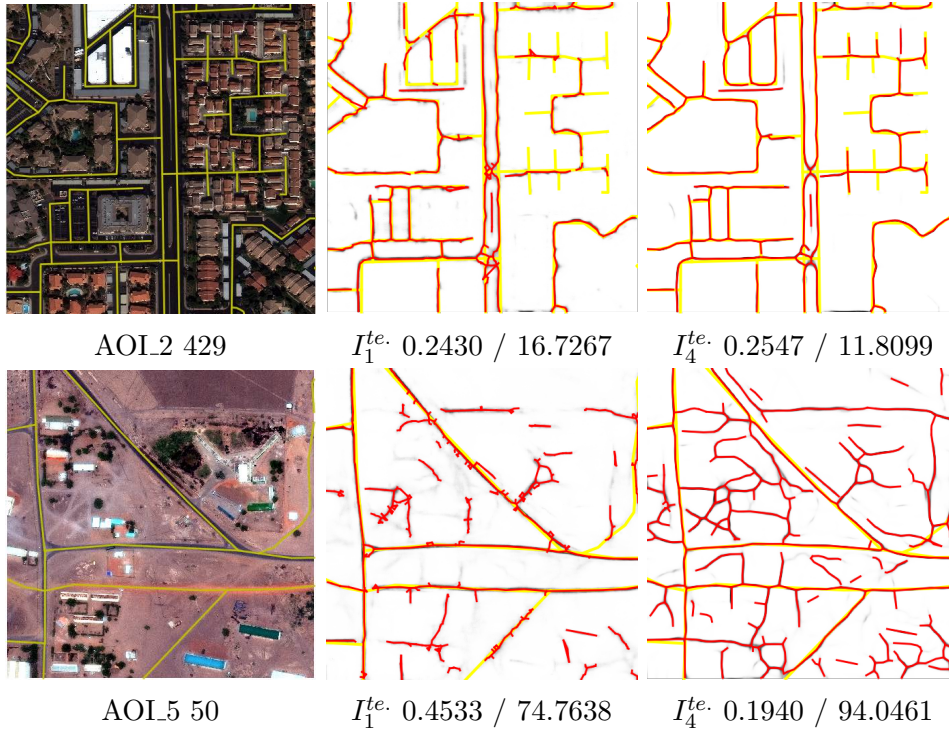 AOI_2 429
I_1^{te.} 0.2430 / 16.7267
I_4^{te.} 0.2547 / 11.8099
AOI_5 50
I_1^{te.} 0.4533 / 74.7638
I_4^{te.} 0.1940 / 94.0461